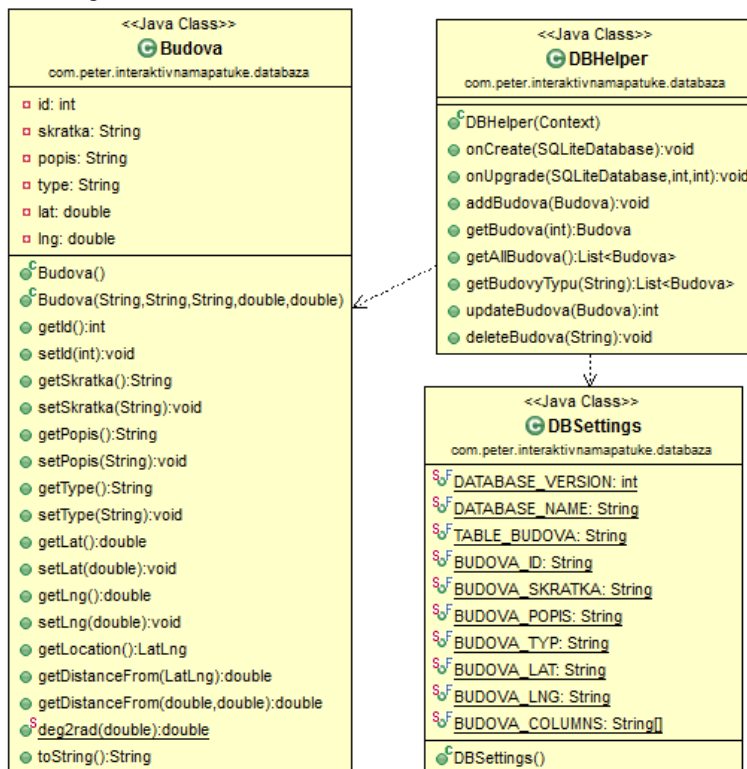 <<Java Class>>
Budova
com.peter.interaktivnamapatuke.databaza
id: int
skratka: String
popis: String
type: String
lat: double
lng: double
Budova()
Budova(String,String,String,double,double)
getId():int
setId(int):void
getSkratka():String
setSkratka(String):void
getPopis():String
setPopis(String):void
getType():String
setType(String):void
getLat():double
setLat(double):void
getLng():double
setLng(double):void
getLocation():LatLng
getDistanceFrom(LatLng):double
getDistanceFrom(double,double):double
deg2rad(double):double
toString():String
<<Java Class>>
DBHelper
com.peter.interaktivnamapatuke.databaza
DBHelper(Context)
onCreate(SQLiteDatabase):void
onUpgrade(SQLiteDatabase,int,int):void
addBudova(Budova):void
getBudova(int):Budova
getAllBudova():List<Budova>
getBudovyTypu(String):List<Budova>
updateBudova(Budova):int
deleteBudova(String):void
<<Java Class>>
DBSettings
com.peter.interaktivnamapatuke.databaza
DATABASE_VERSION: int
DATABASE_NAME: String
TABLE_BUDOVA: String
BUDOVA_ID: String
BUDOVA_SKRATKA: String
BUDOVA_POPIS: String
BUDOVA_TYP: String
BUDOVA_LAT: String
BUDOVA_LNG: String
BUDOVA_COLUMNS: String[]
DBSettings()